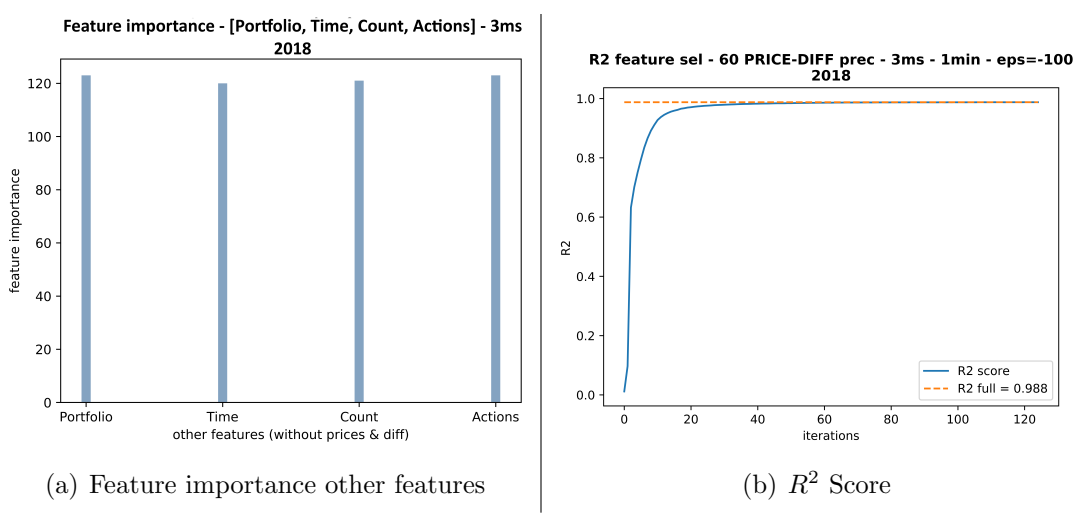 Feature importance - [Portfolio, Time, Count, Actions] - 3ms
2018
120
100
80
60
40
20
0
feature importance
Portfolio
Time
Count
Actions
other features (without prices & diff)
(a) Feature importance other features
R2 feature sel - 60 PRICE-DIFF prec - 3ms - 1min - eps=-100
2018
1.0
0.8
0.6
0.4
0.2
0.0
R2
R2 score
R2 full = 0.988
0
20
40
60
80
100
120
iterations
(b) R² Score